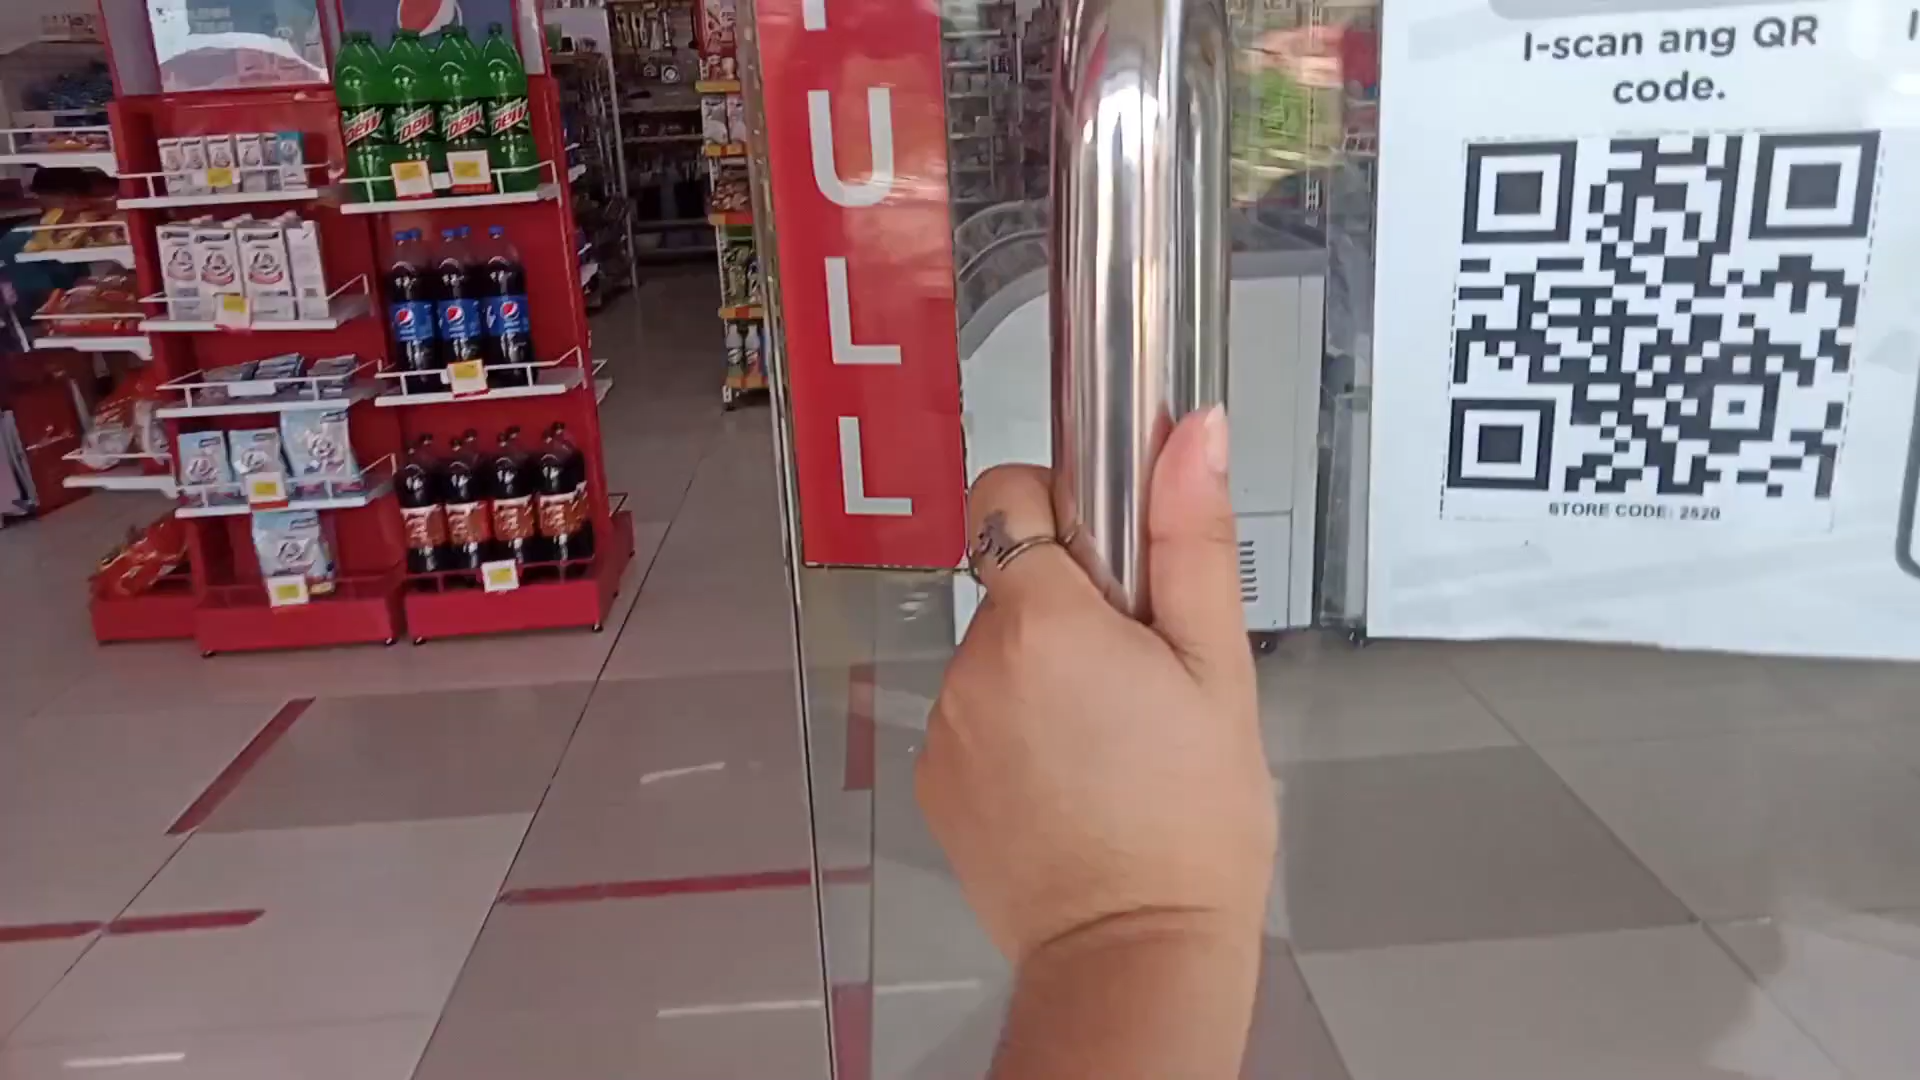 I-scan ang QR
code.
STORE CODE: 2520
ULL
Dew
Dew
Dew
Dew